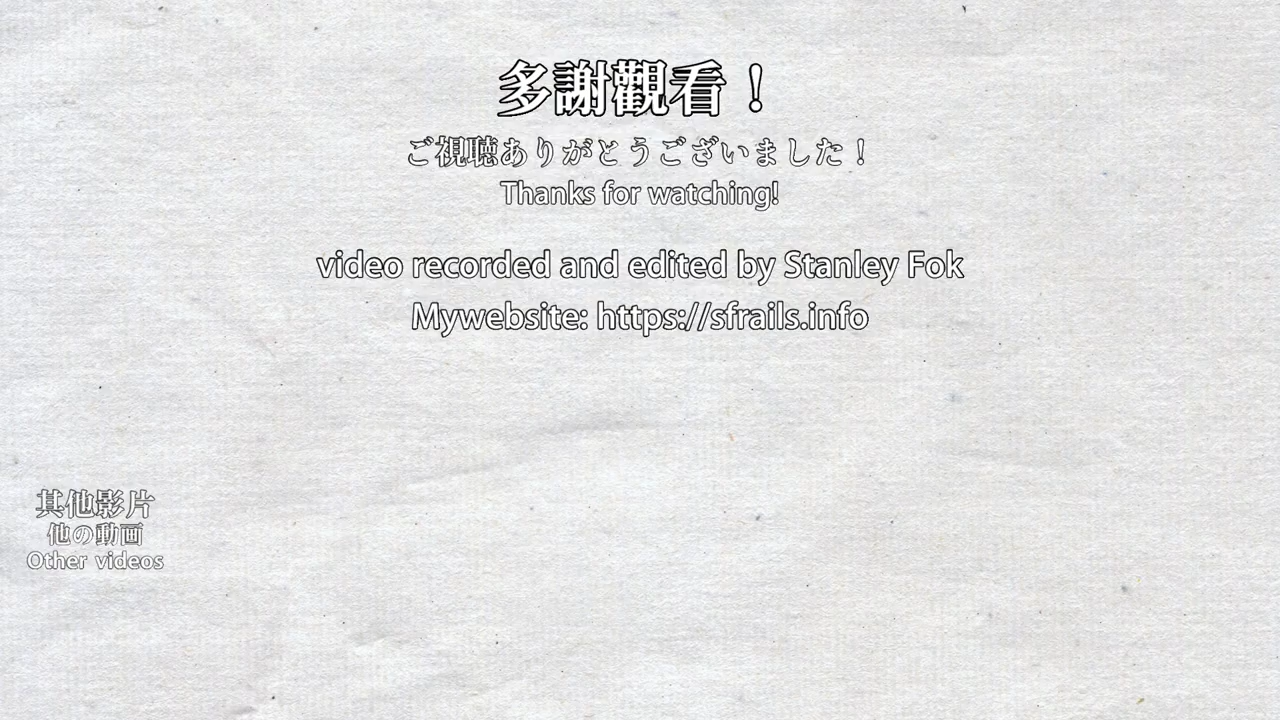 多謝觀看！
ご視聴ありがとうございました！
Thanks for watching!
video recorded and edited by Stanley Fok
Mywebsite: https://sfrails.info
其他影片
他の動画
Other videos